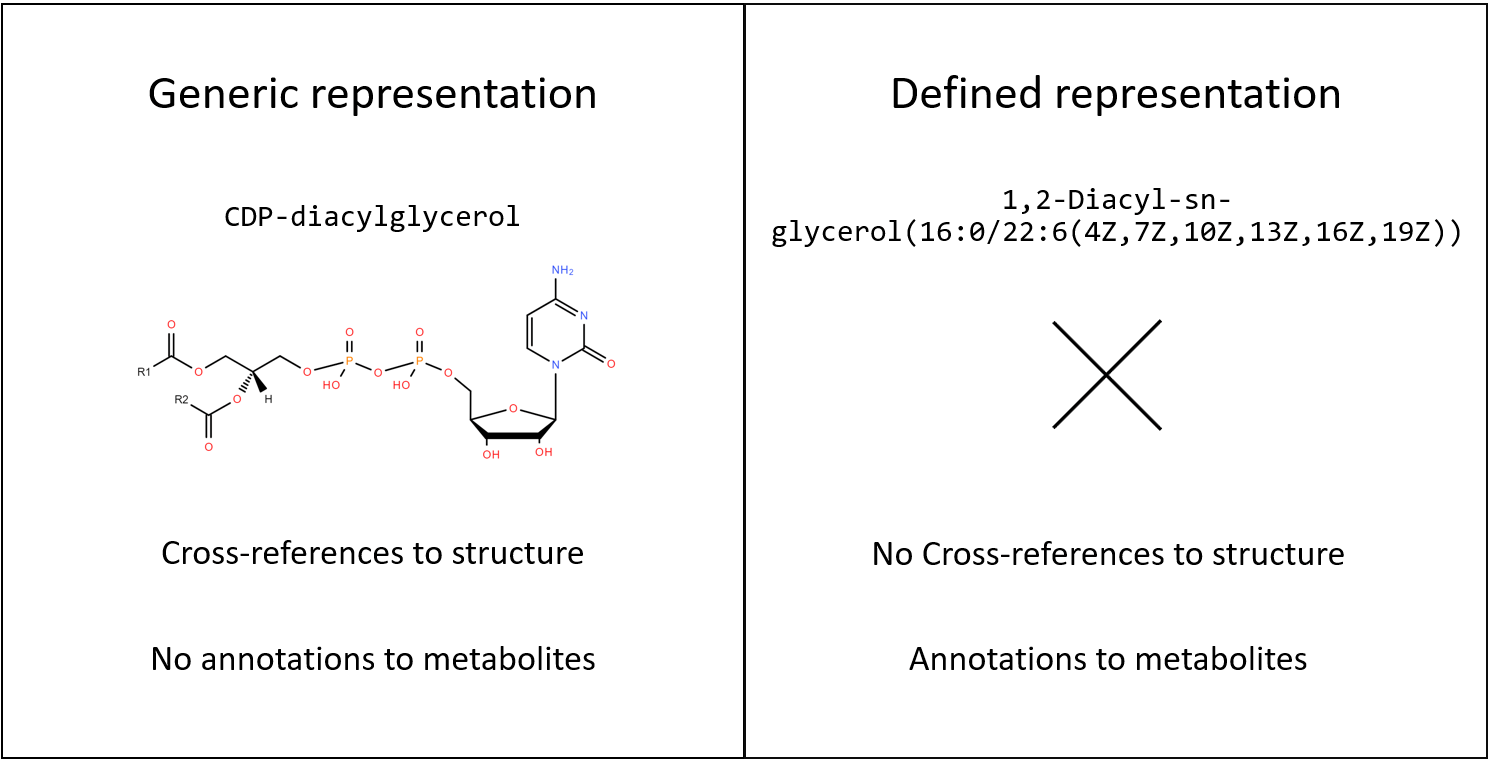 Generic representation
CDP-diacylglycerol
NH₂
N
O
N
O
R1
O
R2
O
O
H
O
O
P
HO
O
O
P
HO
O
O
OH
OH
Cross-references to structure
No annotations to metabolites
Defined representation
1,2-Diacyl-sn-
glycerol(16:0/22:6(4Z,7Z,10Z,13Z,16Z,19Z))
No Cross-references to structure
Annotations to metabolites